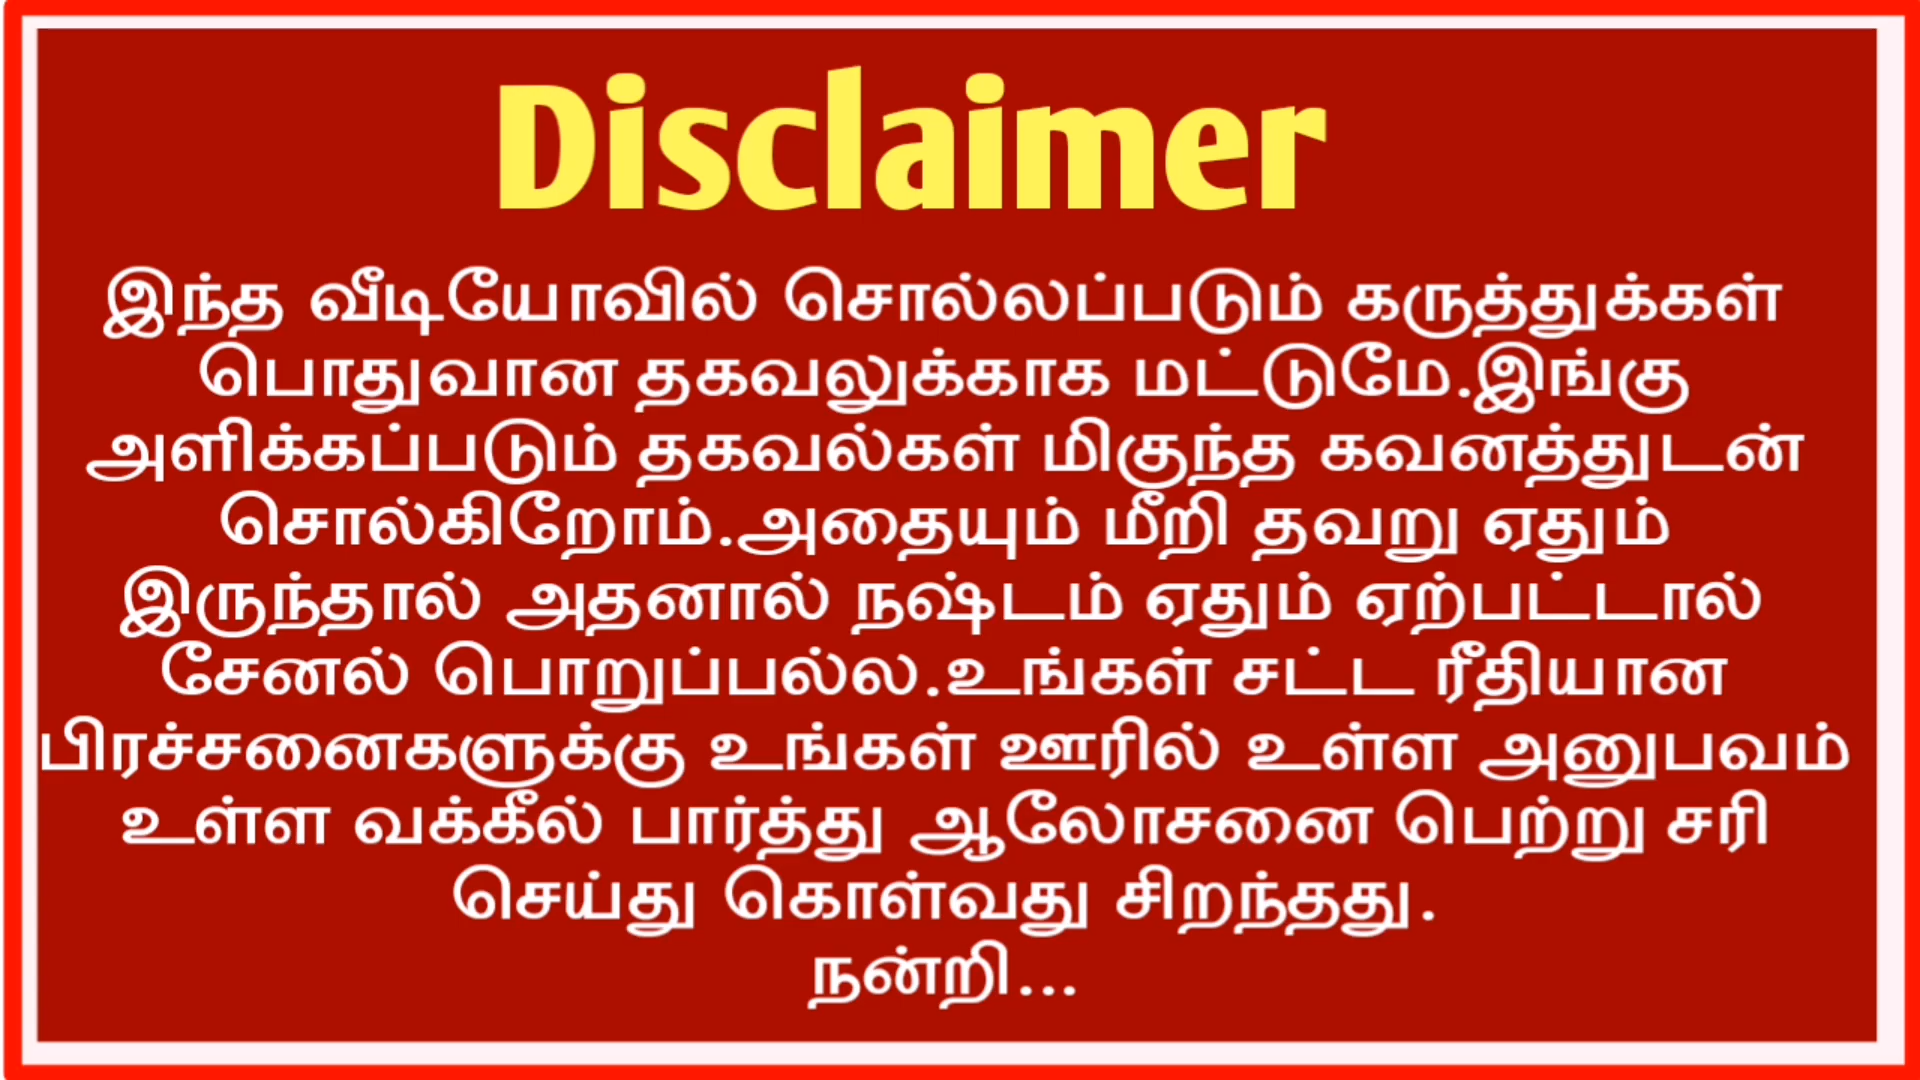 Disclaimer
இந்த வீடியோவில் சொல்லப்படும் கருத்துக்கள்
பொதுவான தகவலுக்காக மட்டுமே.இங்கு
அளிக்கப்படும் தகவல்கள் மிகுந்த கவனத்துடன்
சொல்கிறோம்.அதையும் மீறி தவறு ஏதும்
இருந்தால் அதனால் நஷ்டம் ஏதும் ஏற்பட்டால்
சேனல் பொறுப்பல்ல.உங்கள் சட்ட ரீதியான
பிரச்சனைகளுக்கு உங்கள் ஊரில் உள்ள அனுபவம்
உள்ள வக்கீல் பார்த்து ஆலோசனை பெற்று சரி
செய்து கொள்வது சிறந்தது.
நன்றி...